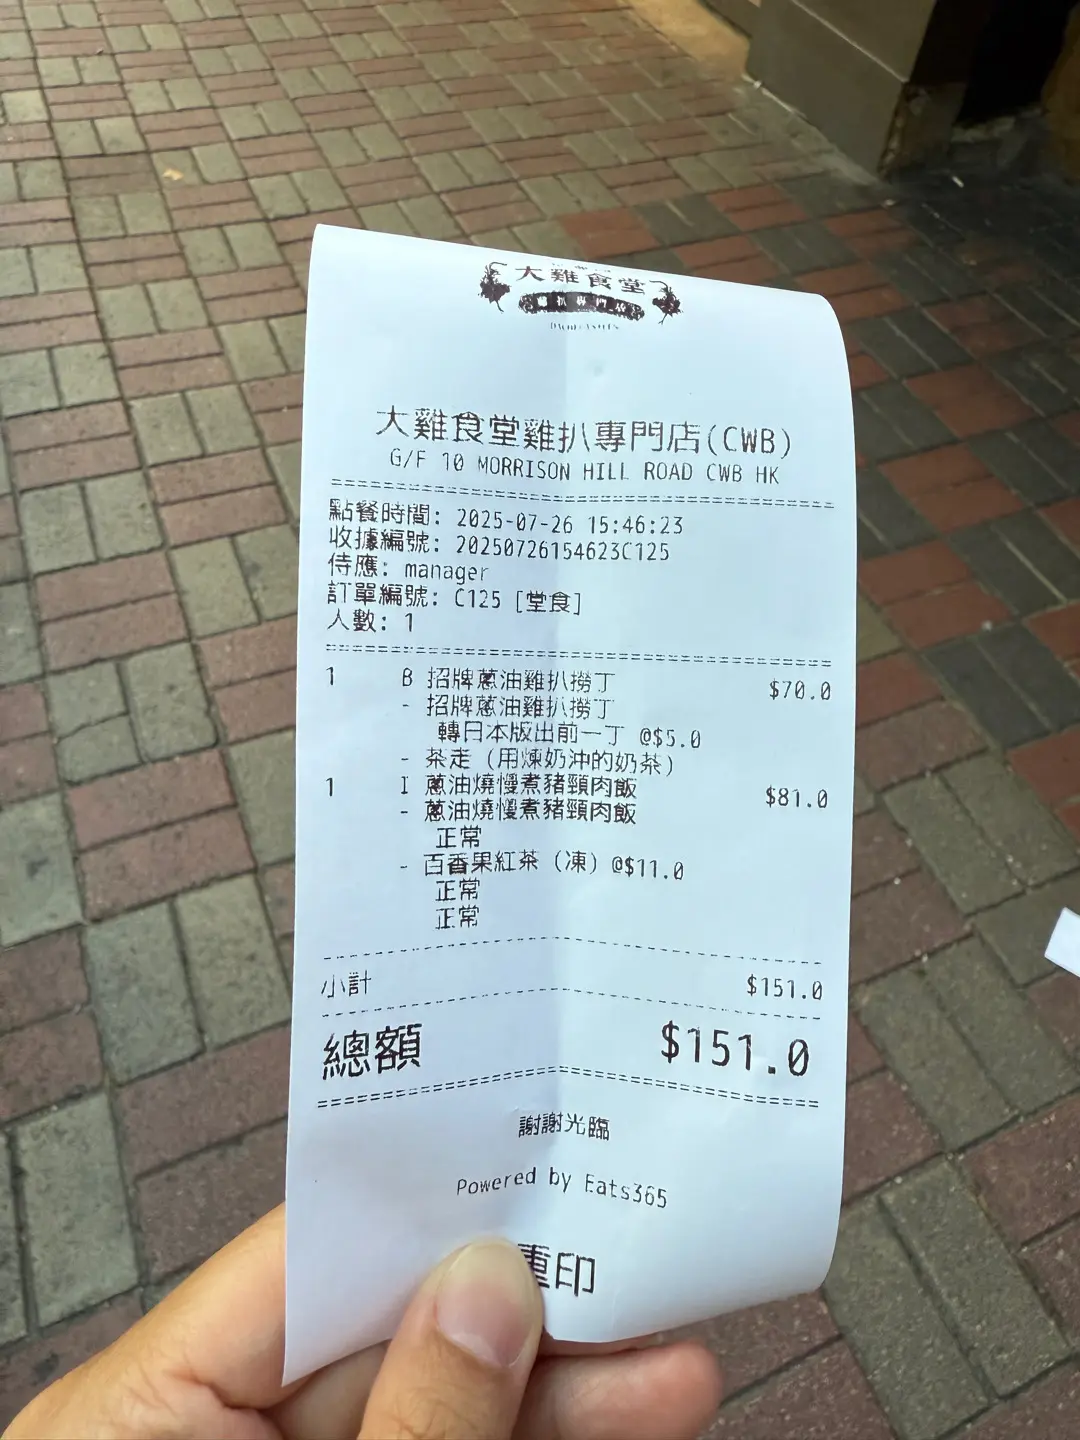 大雞食堂
大雞食堂雞扒專門店(CWB)
G/F 10 MORRISON HILL ROAD CWB HK
點餐時間: 2025-07-26 15:46:23
收據編號: 20250726154623C125
侍應: manager
訂單編號: C125 [堂食]
人數: 1
1 B 招牌蔥油雞扒撈丁 $70.0
- 招牌蔥油雞扒撈丁
轉日本版出前一丁 @$5.0
- 茶走 (用煉奶沖的奶茶)
1 I 蔥油燒慢煮豬頸肉飯 $81.0
- 蔥油燒慢煮豬頸肉飯
正常
- 百香果紅茶 (凍) @$11.0
正常
正常
小計 $151.0
總額 $151.0
謝謝光臨
Powered by Eats365
重印